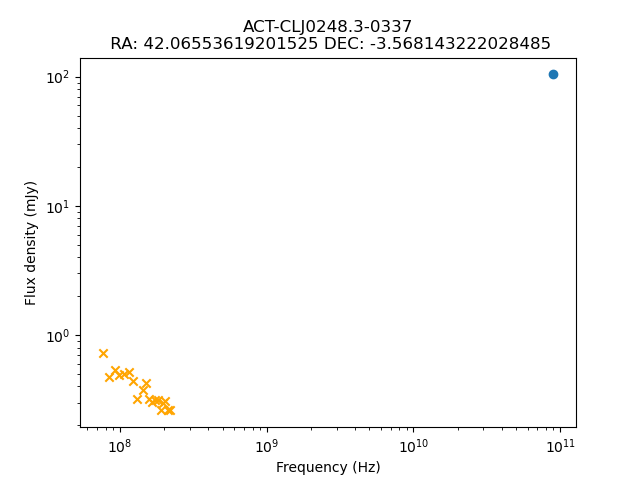 ACT-CLJ0248.3-0337
RA: 42.06553619201525 DEC: -3.568143222028485
Flux density (mJy)
10²
10¹
10⁰
10⁸ 10⁹ 10¹⁰ 10¹¹
Frequency (Hz)